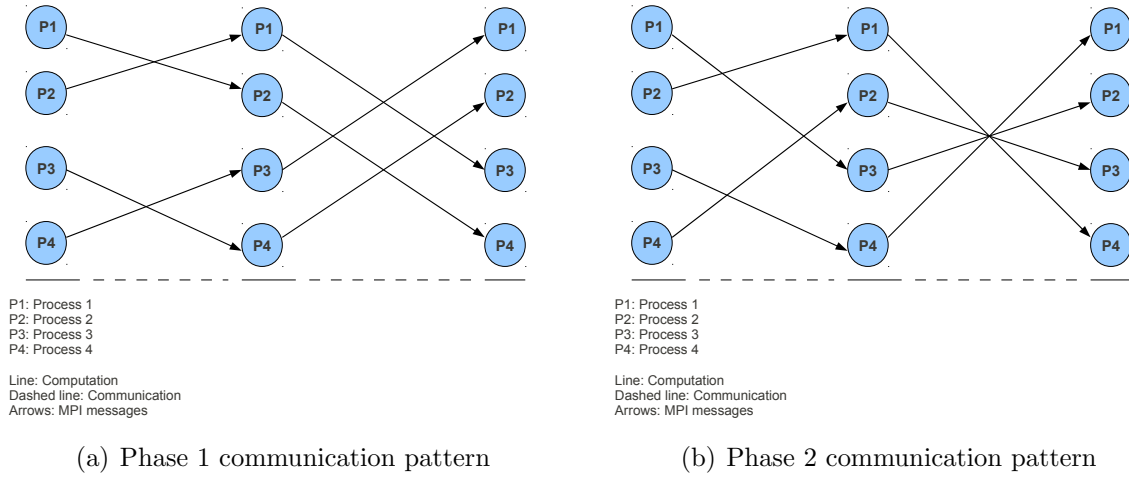 P1 P1 P1
P2 P2 P2
P3 P3 P3
P4 P4 P4
P1: Process 1
P2: Process 2
P3: Process 3
P4: Process 4
Line: Computation
Dashed line: Communication
Arrows: MPI messages
(a) Phase 1 communication pattern
P1 P1 P1
P2 P2 P2
P3 P3 P3
P4 P4 P4
P1: Process 1
P2: Process 2
P3: Process 3
P4: Process 4
Line: Computation
Dashed line: Communication
Arrows: MPI messages
(b) Phase 2 communication pattern